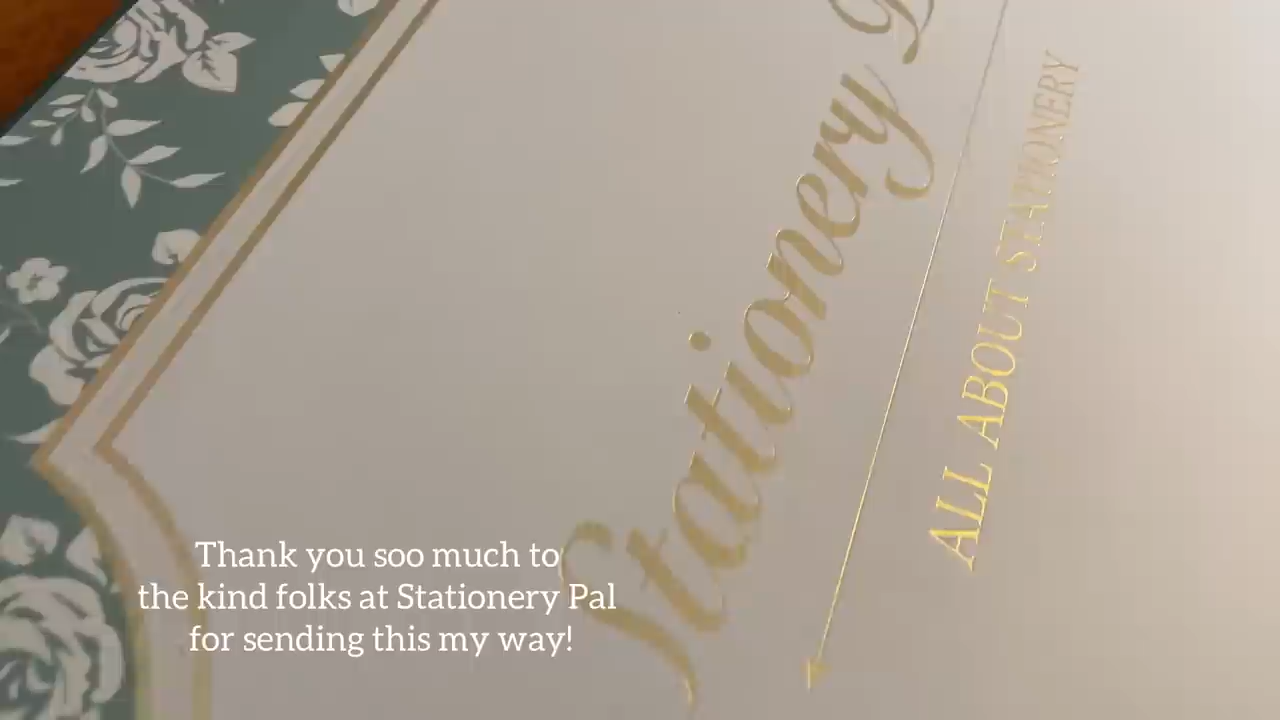 Stationery
ALL ABOUT STATIONERY
Thank you soo much to
the kind folks at Stationery Pal
for sending this my way!